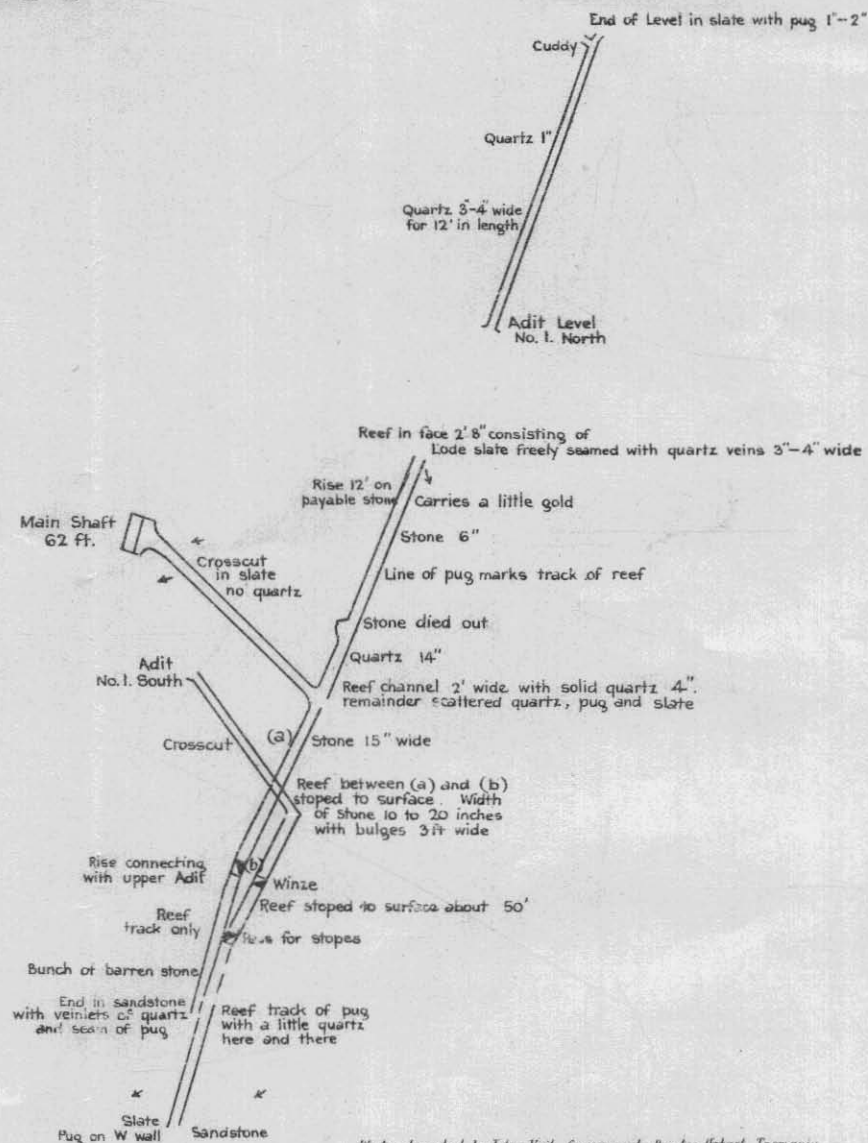 End of Level in slate with pug 1"-2"
Cuddy
Quartz 1"
Quartz 3"-4" wide
for 12' in length
Adit Level
No. 1. North
Reef in face 2' 8" consisting of
Lode slate freely seamed with quartz veins 3"-4" wide
Rise 12' on
payable stone
Carries a little gold
Main Shaft
62 ft.
Stone 6"
Crosscut
in slate
no quartz
Line of pug marks track of reef
Stone died out
Quartz 14"
Adit
No. 1. South
Reef channel 2' wide with solid quartz 4".
remainder scattered quartz, pug and slate
(a)
Stone 15" wide
Crosscut
Reef between (a) and (b)
stoped to surface. Width
of Stone 10 to 20 inches
with bulges 3ft wide
Rise connecting
with upper Adit
(b)
Winze
Reef stoped to surface about 50'
Reef
track only
for stopes
Bunch of barren stone
End in sandstone
with veinlets of quartz
and seam of pug
Reef track of pug
with a little quartz
here and there
Slate
Pug on W wall
Sandstone